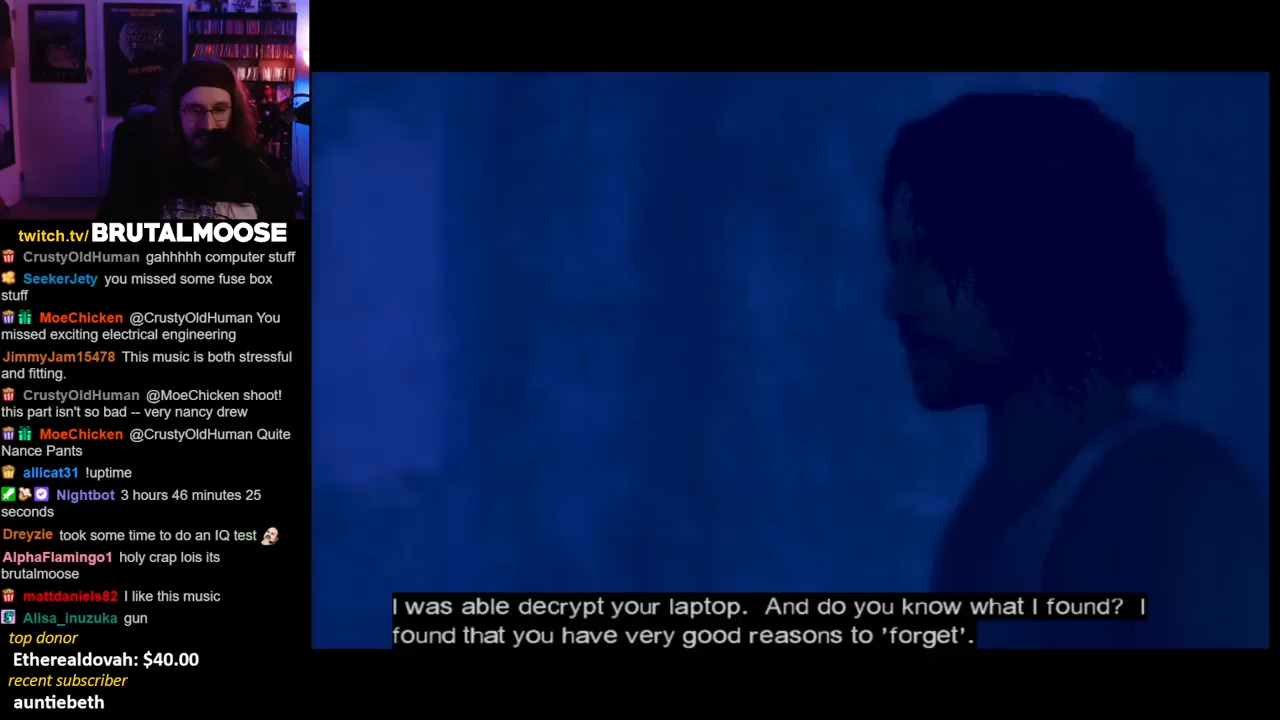 twitch.tv/BRUTALMOOSE
CrustyOldHuman gahhhhh computer stuff
SeekerJety you missed some fuse box
stuff
MoeChicken @CrustyOldHuman You
missed exciting electrical engineering
JimmyJam15478 This music is both stressful
and fitting.
CrustyOldHuman @MoeChicken shoot!
this part isn't so bad -- very nancy drew
MoeChicken @CrustyOldHuman Quite
Nance Pants
allicat31 !uptime
Nightbot 3 hours 46 minutes 25
seconds
Dreyzie took some time to do an IQ test
AlphaFlamingo1 holy crap lois its
brutalmoose
mattdaniels82 I like this music
Alisa_inuzuka gun
top donor
Etherealdovah: $40.00
recent subscriber
auntiebeth
I was able decrypt your laptop. And do you know what I found? I
found that you have very good reasons to 'forget'.